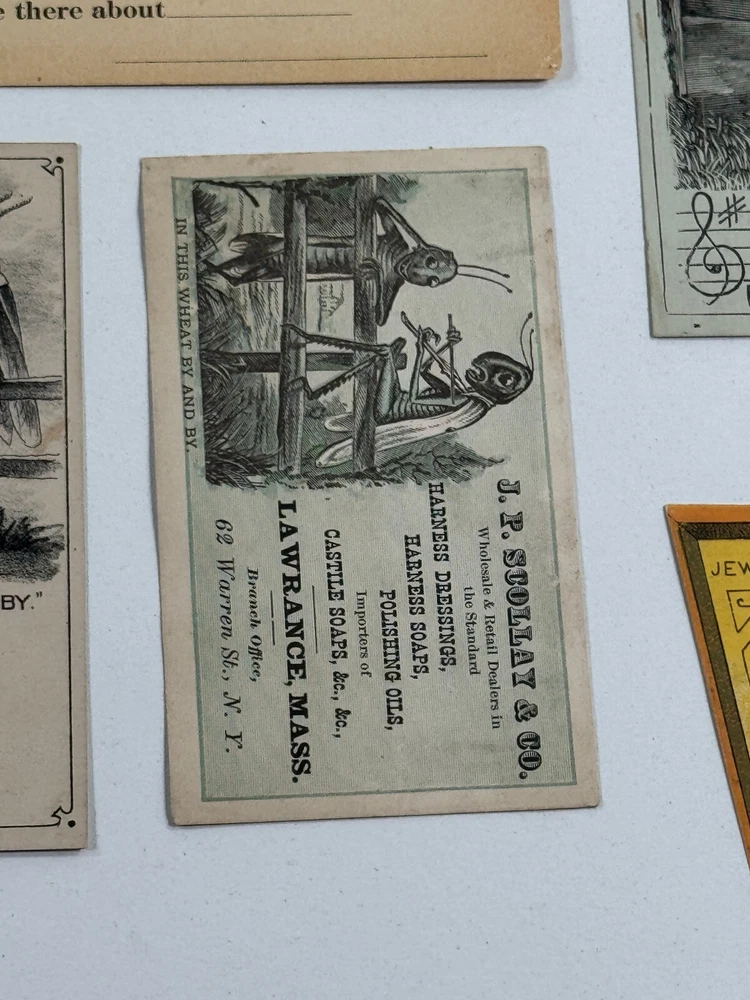 e there about
J. P. SCOLLAY & CO.
Wholesale & Retail Dealers in
the Standard
HARNESS DRESSINGS,
HARNESS SOAPS,
POLISHING OILS,
Importers of
CASTILE SOAPS, &c., &c.,
LAWRANCE, MASS.
Branch Office,
62 Warren St., N. Y.
IN THIS WHEAT BY AND BY.
BY."
JEW